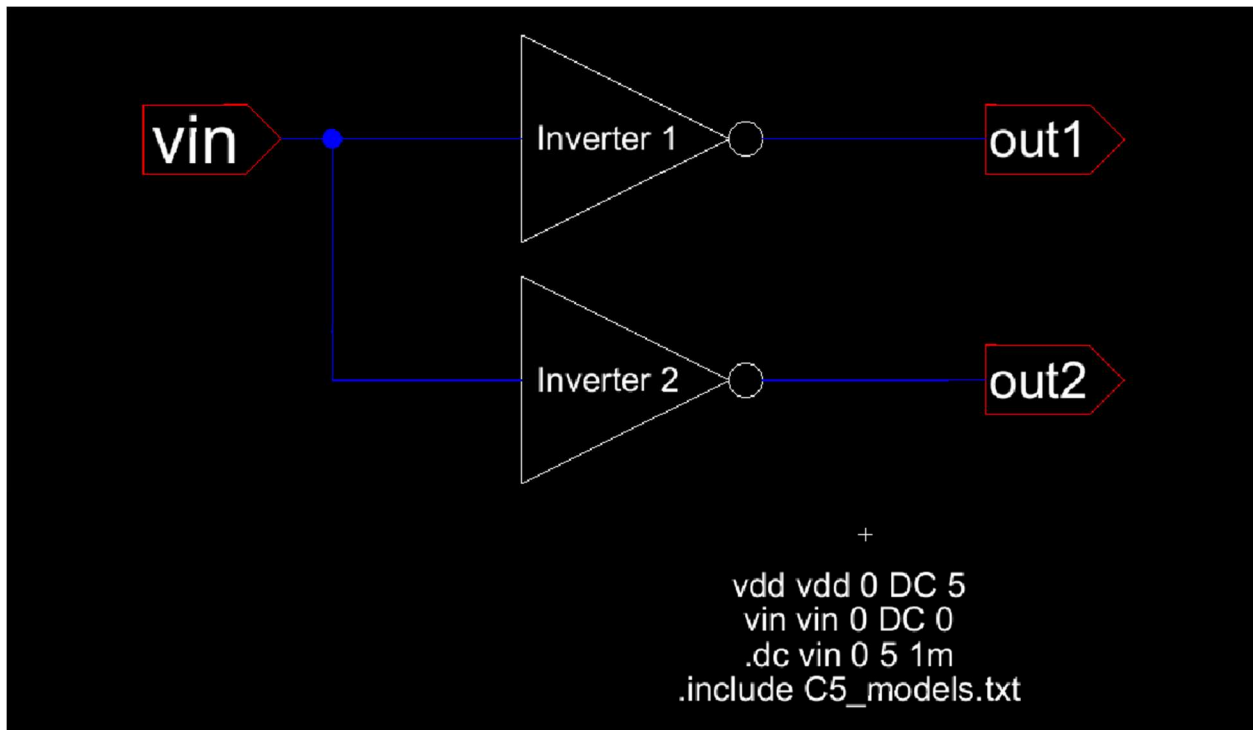 vin
Inverter 1
out1
Inverter 2
out2
vdd vdd 0 DC 5
vin vin 0 DC 0
.dc vin 0 5 1m
.include C5_models.txt